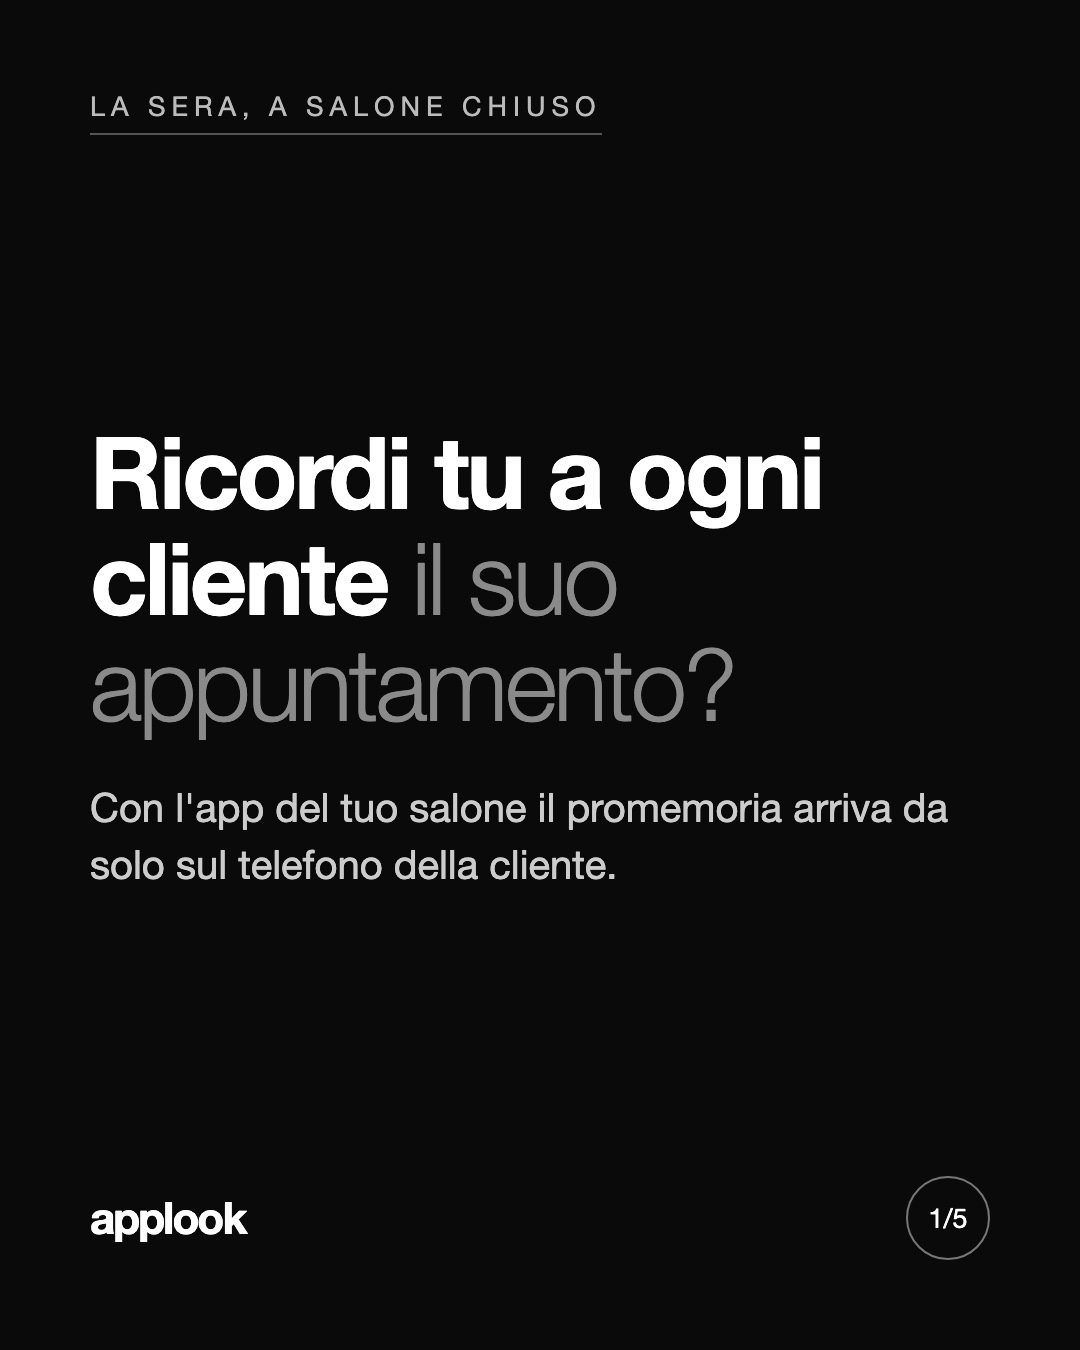 LA SERA, A SALONE CHIUSO
Ricordi tu a ogni
cliente il suo
appuntamento?
Con l'app del tuo salone il promemoria arriva da
solo sul telefono della cliente.
applook
1/5